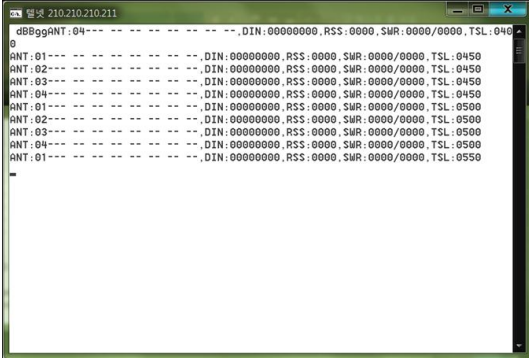 텔넷 210.210.210.211
dBBggANT:04--- -- -- -- -- -- --,DIN:00000000,RSS:0000,SWR:0000/0000,TSL:040
0
ANT:01--- -- -- -- -- -- --,DIN:00000000,RSS:0000,SWR:0000/0000,TSL:0450
ANT:02--- -- -- -- -- -- --,DIN:00000000,RSS:0000,SWR:0000/0000,TSL:0450
ANT:03--- -- -- -- -- -- --,DIN:00000000,RSS:0000,SWR:0000/0000,TSL:0450
ANT:04--- -- -- -- -- -- --,DIN:00000000,RSS:0000,SWR:0000/0000,TSL:0450
ANT:01--- -- -- -- -- -- --,DIN:00000000,RSS:0000,SWR:0000/0000,TSL:0500
ANT:02--- -- -- -- -- -- --,DIN:00000000,RSS:0000,SWR:0000/0000,TSL:0500
ANT:03--- -- -- -- -- -- --,DIN:00000000,RSS:0000,SWR:0000/0000,TSL:0500
ANT:04--- -- -- -- -- -- --,DIN:00000000,RSS:0000,SWR:0000/0000,TSL:0500
ANT:01--- -- -- -- -- -- --,DIN:00000000,RSS:0000,SWR:0000/0000,TSL:0550